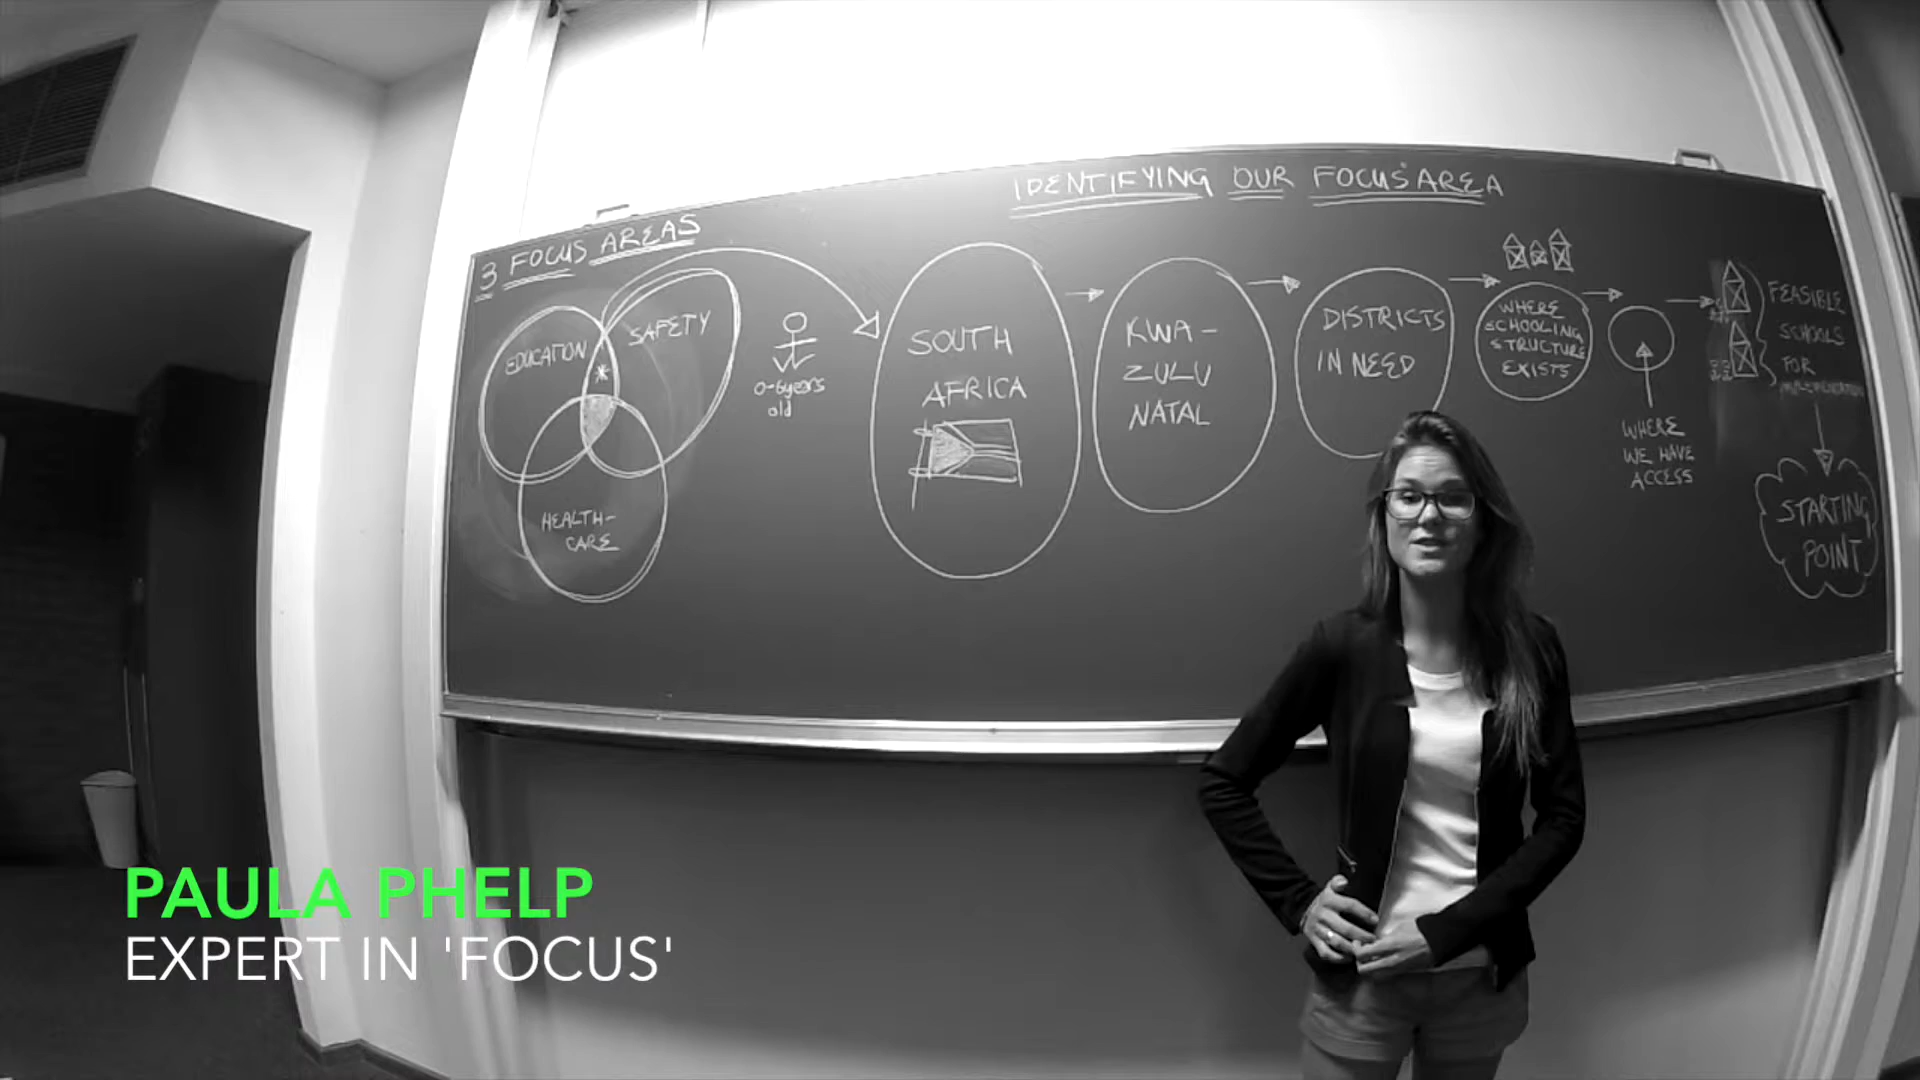 IDENTIFYING OUR FOCUS AREA
3 FOCUS AREAS
EDUCATION
SAFETY
*
HEALTH-
CARE
0-6years
old
SOUTH
AFRICA
KWA-
ZULU
NATAL
DISTRICTS
IN NEED
WHERE
SCHOOLING
STRUCTURE
EXISTS
WHERE
WE HAVE
ACCESS
FEASIBLE
SCHOOLS
FOR
IMPLEMENTATION
STARTING
POINT
PAULA PHELP
EXPERT IN 'FOCUS'